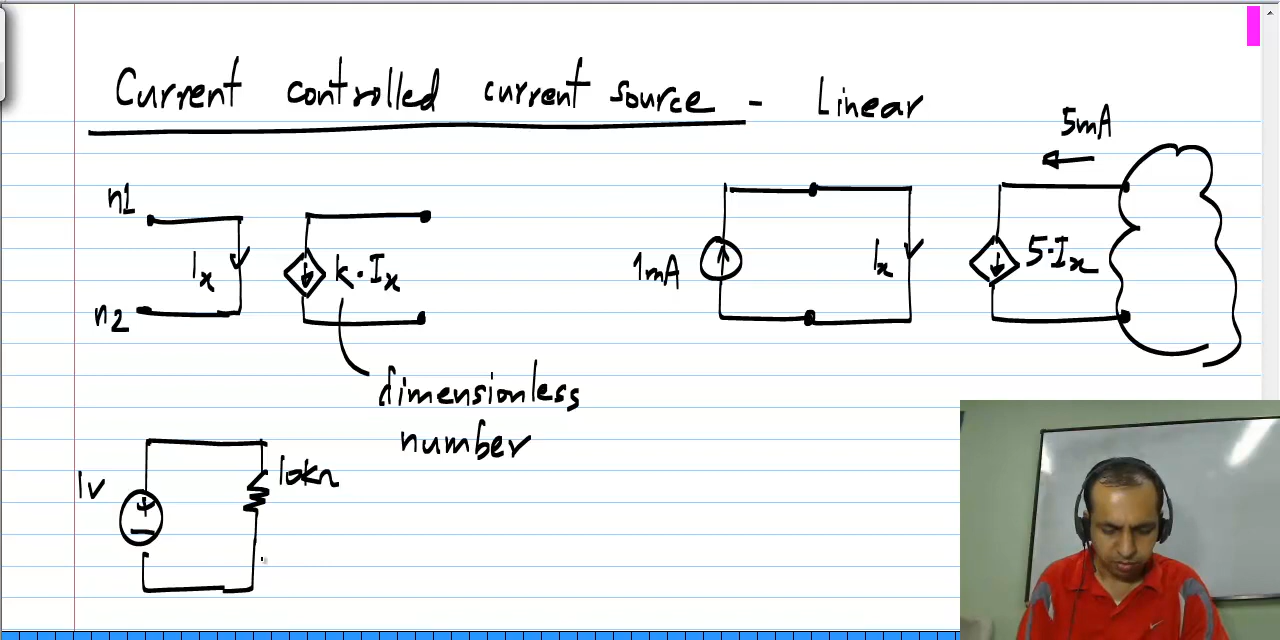 Current controlled current source - Linear
5mA
n1
Ix
k·Ix
n2
1mA
Ix
5·Ix
dimensionless
number
1V
10kΩ